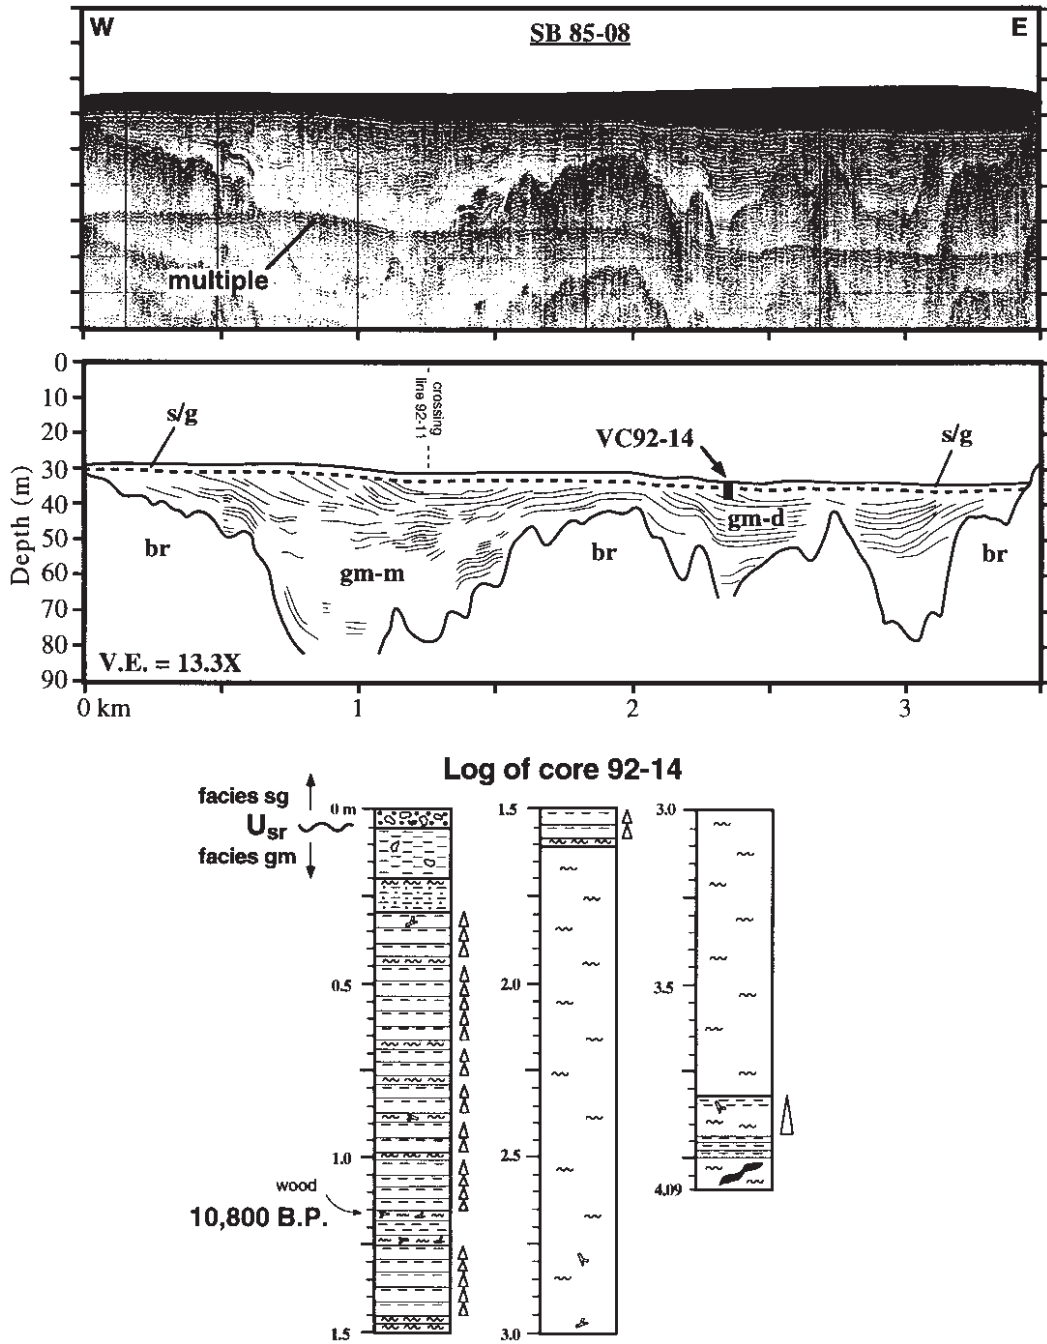 W
SB 85-08
E
multiple
0
10
20
30
40
50
60
70
80
90
Depth (m)
s/g
crossing
line 92-11
VC92-14
s/g
br
gm-m
br
gm-d
br
V.E. = 13.3X
0 km
1
2
3
Log of core 92-14
facies sg
Usr
facies gm
0 m
0.5
1.0
wood
10,800 B.P.
1.5
1.5
2.0
2.5
3.0
3.0
3.5
4.09